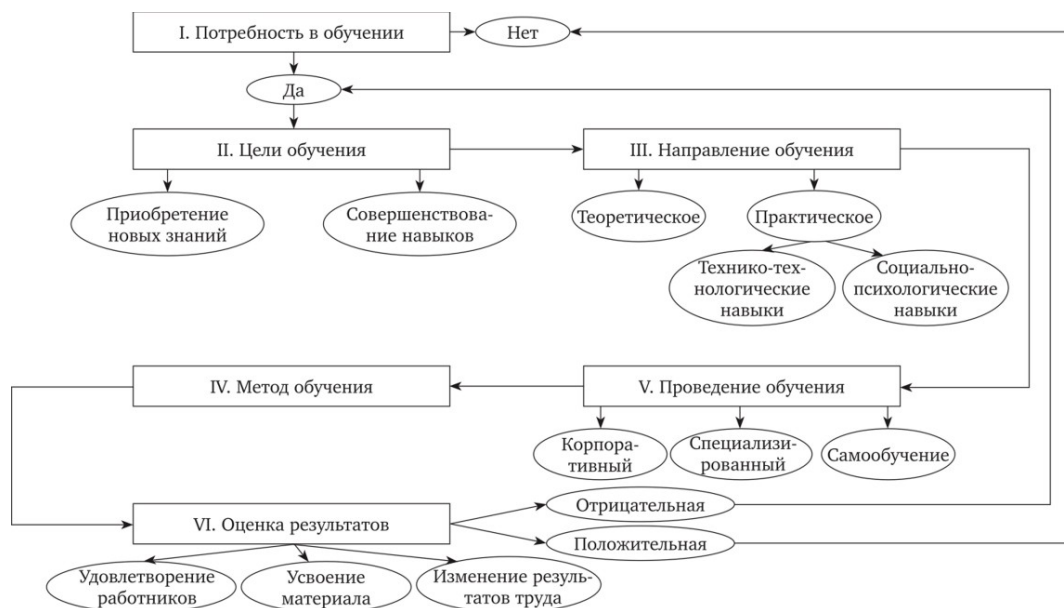 I. Потребность в обучении
Нет
Да
II. Цели обучения
III. Направление обучения
Приобретение
новых знаний
Совершенствова-
ние навыков
Теоретическое
Практическое
Технико-тех-
нологические
навыки
Социально-
психологические
навыки
IV. Метод обучения
V. Проведение обучения
Корпора-
тивный
Специализи-
рованный
Самообучение
VI. Оценка результатов
Отрицательная
Положительная
Удовлетворение
работников
Усвоение
материала
Изменение резуль-
татов труда